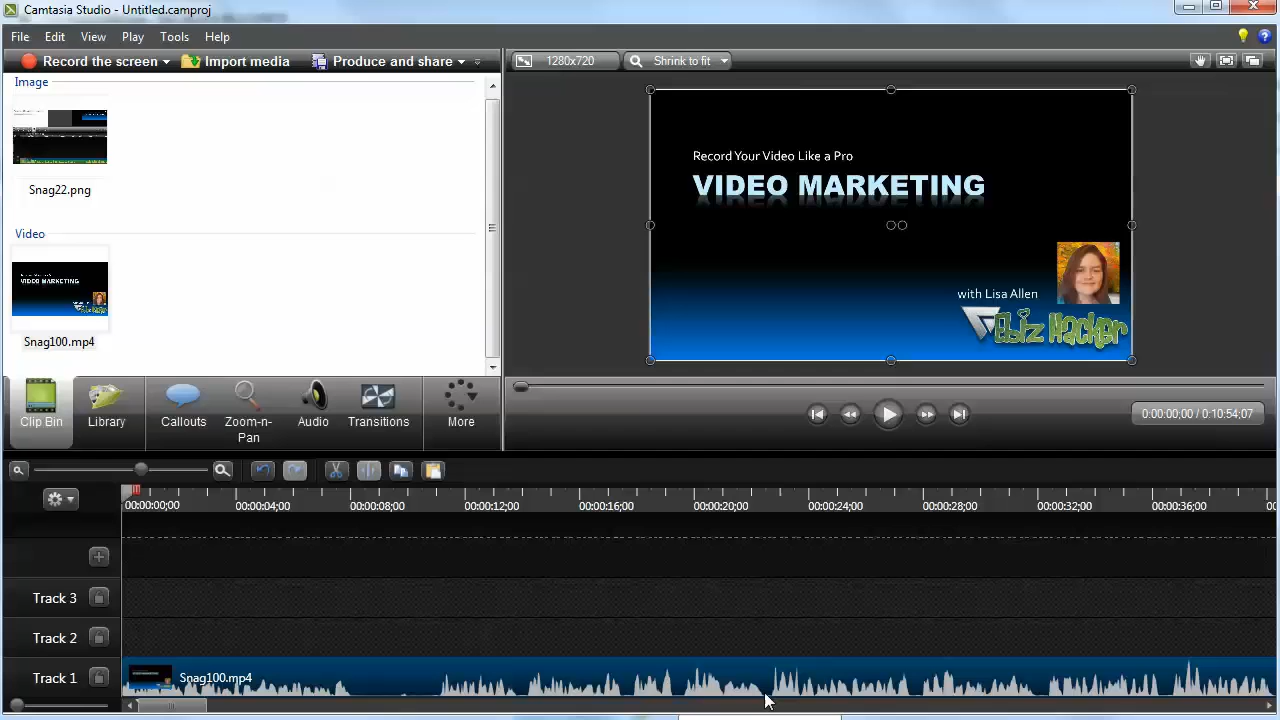 Camtasia Studio - Untitled.camproj
File Edit View Play Tools Help
Record the screen Import media Produce and share
1280x720 Shrink to fit
Image
Snag22.png
Video
VIDEO MARKETING
Snag100.mp4
Record Your Video Like a Pro
VIDEO MARKETING
with Lisa Allen
Ebiz Hacker
Clip Bin Library Callouts Zoom-n-Pan Audio Transitions More
0:00:00;00 / 0:10:54;07
00:00:00;00 00:00:04;00 00:00:08;00 00:00:12;00 00:00:16;00 00:00:20;00 00:00:24;00 00:00:28;00 00:00:32;00 00:00:36;00 00
Track 3
Track 2
Track 1 Snag100.mp4